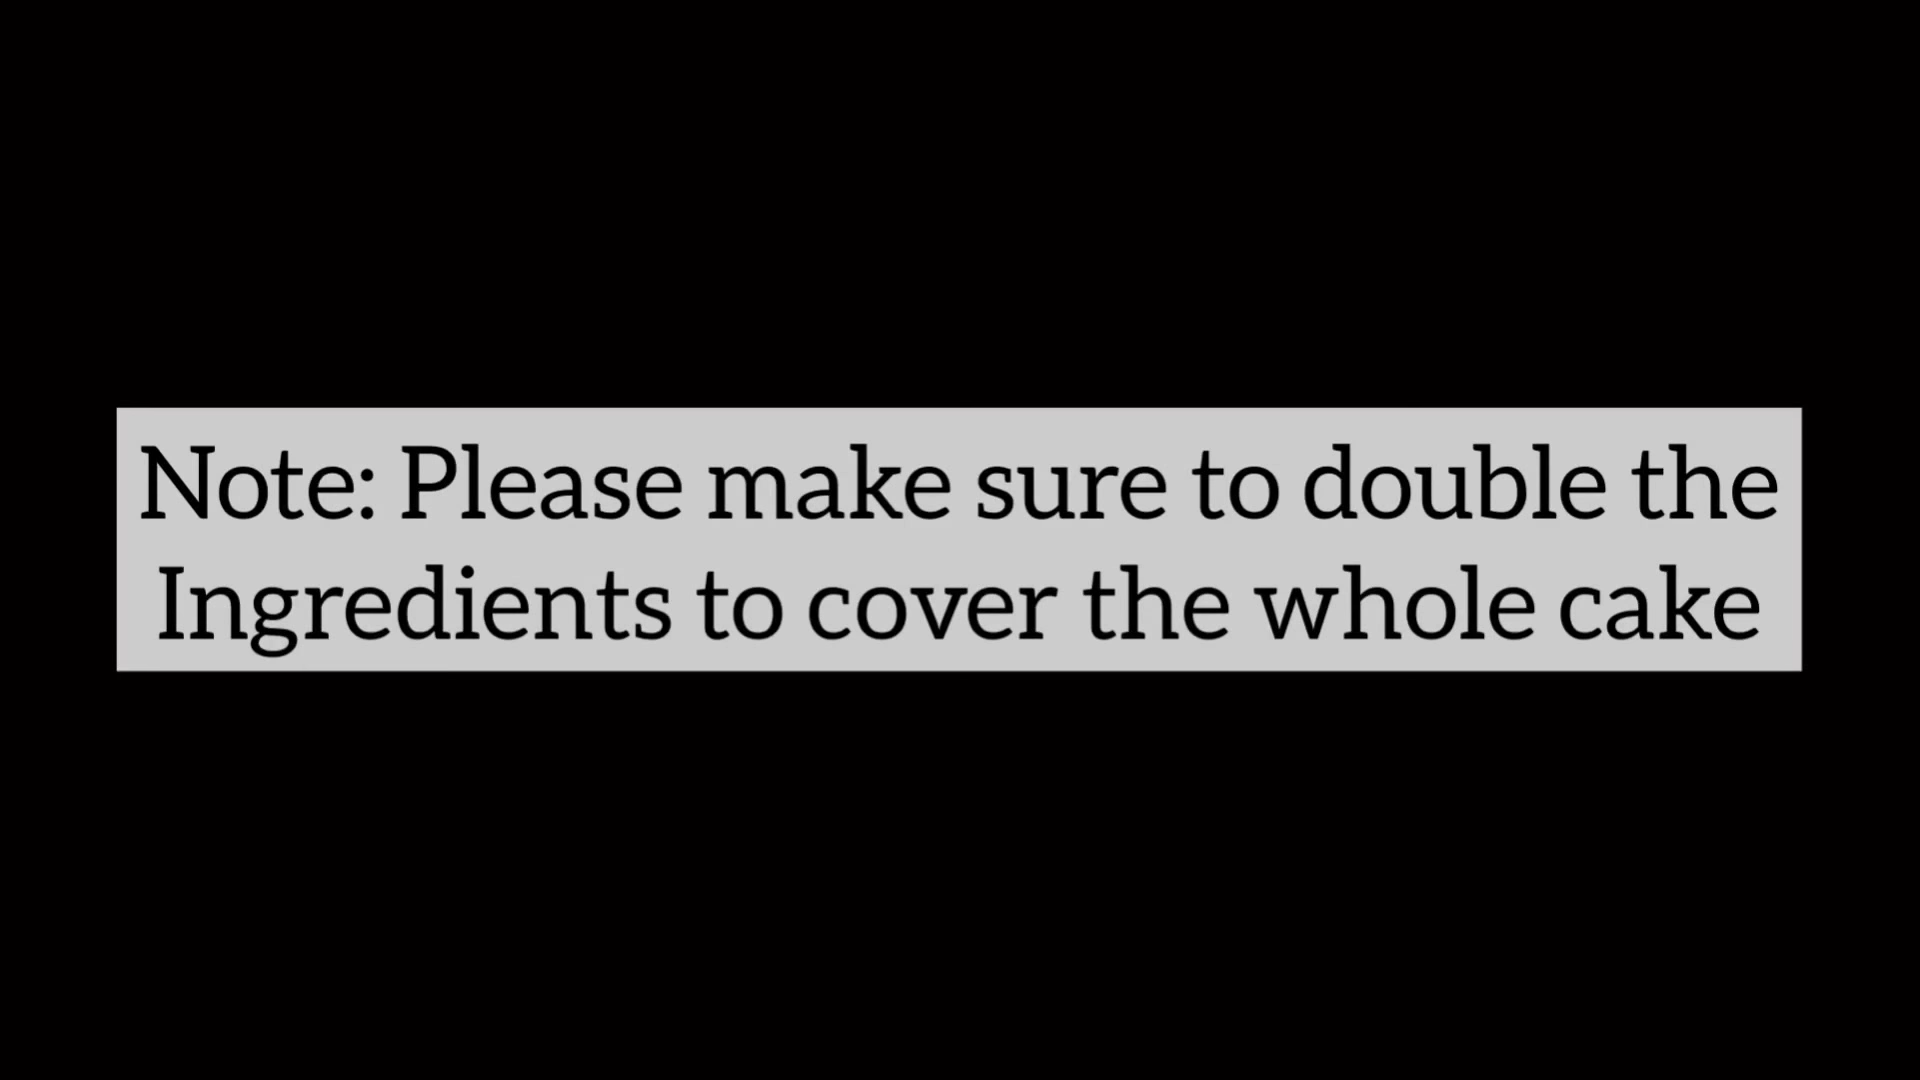 Note: Please make sure to double the
Ingredients to cover the whole cake